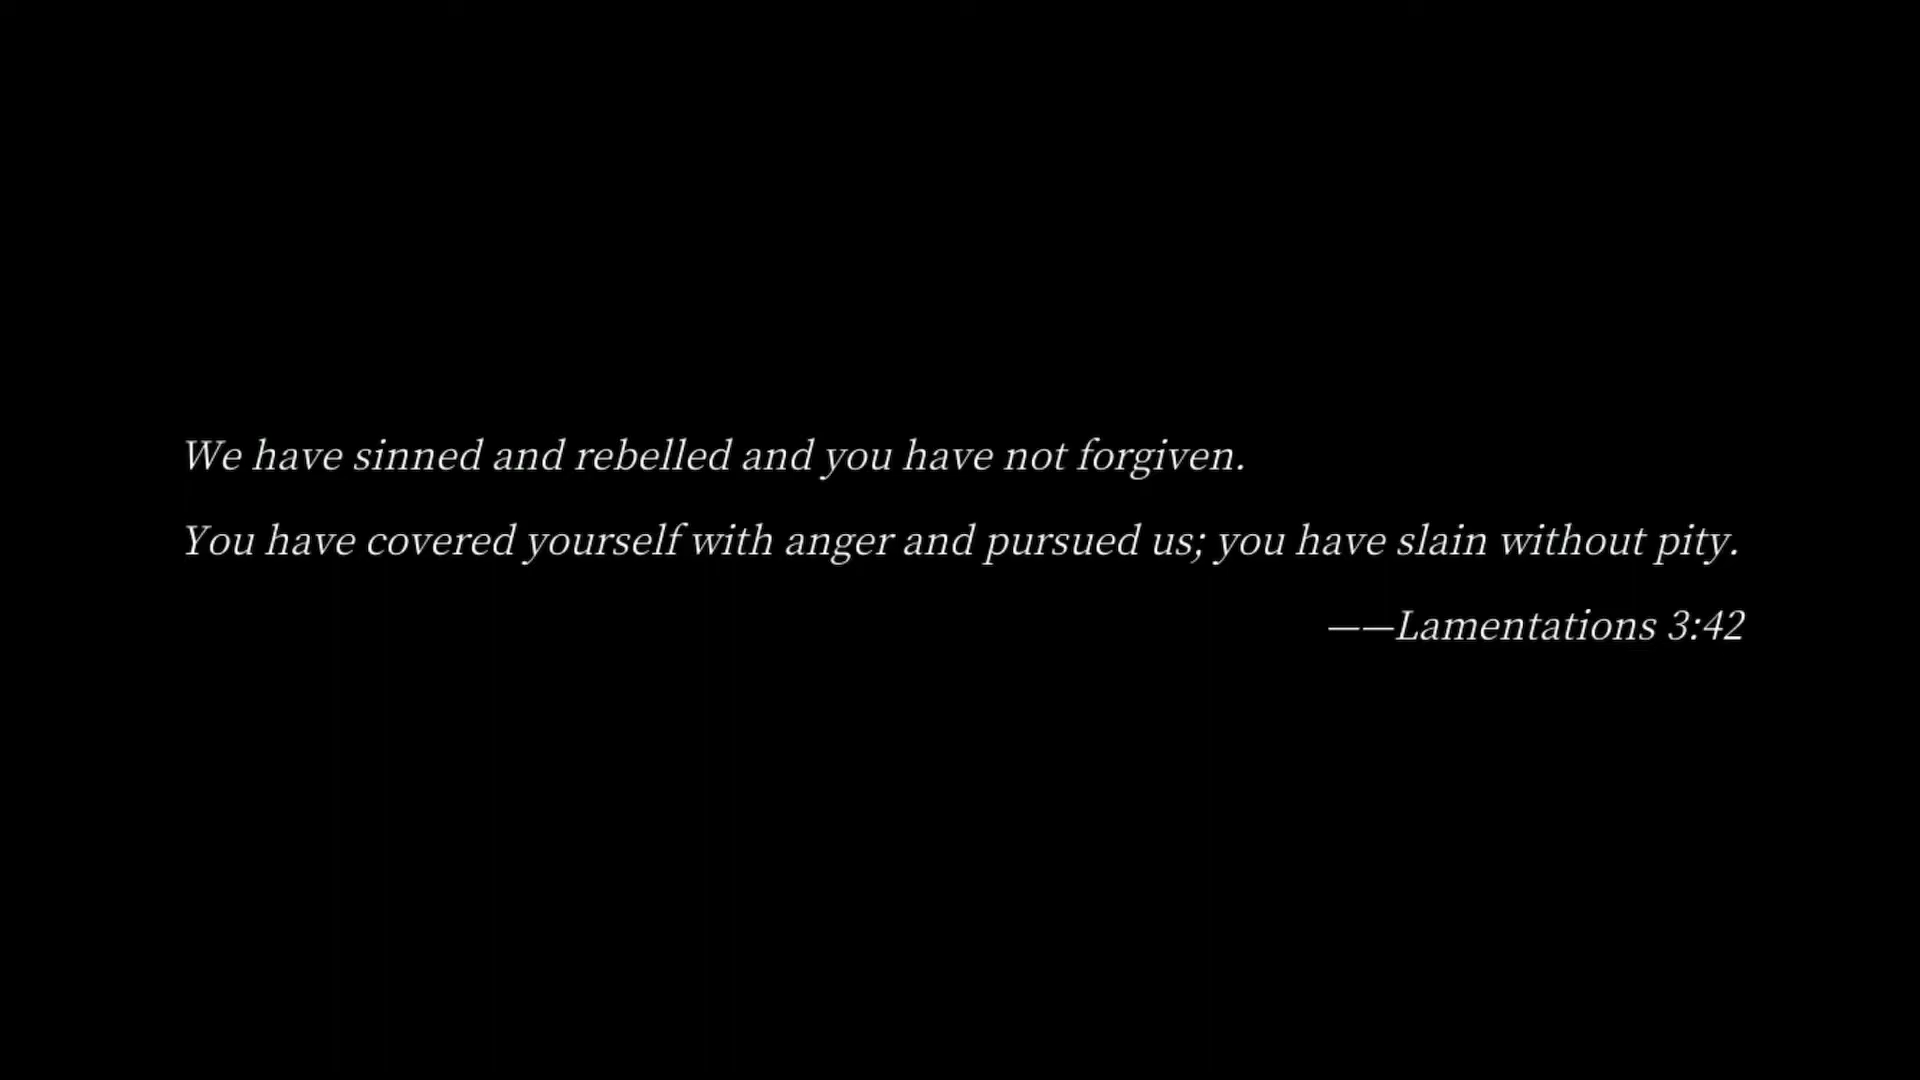 We have sinned and rebelled and you have not forgiven.
You have covered yourself with anger and pursued us; you have slain without pity.
——Lamentations 3:42